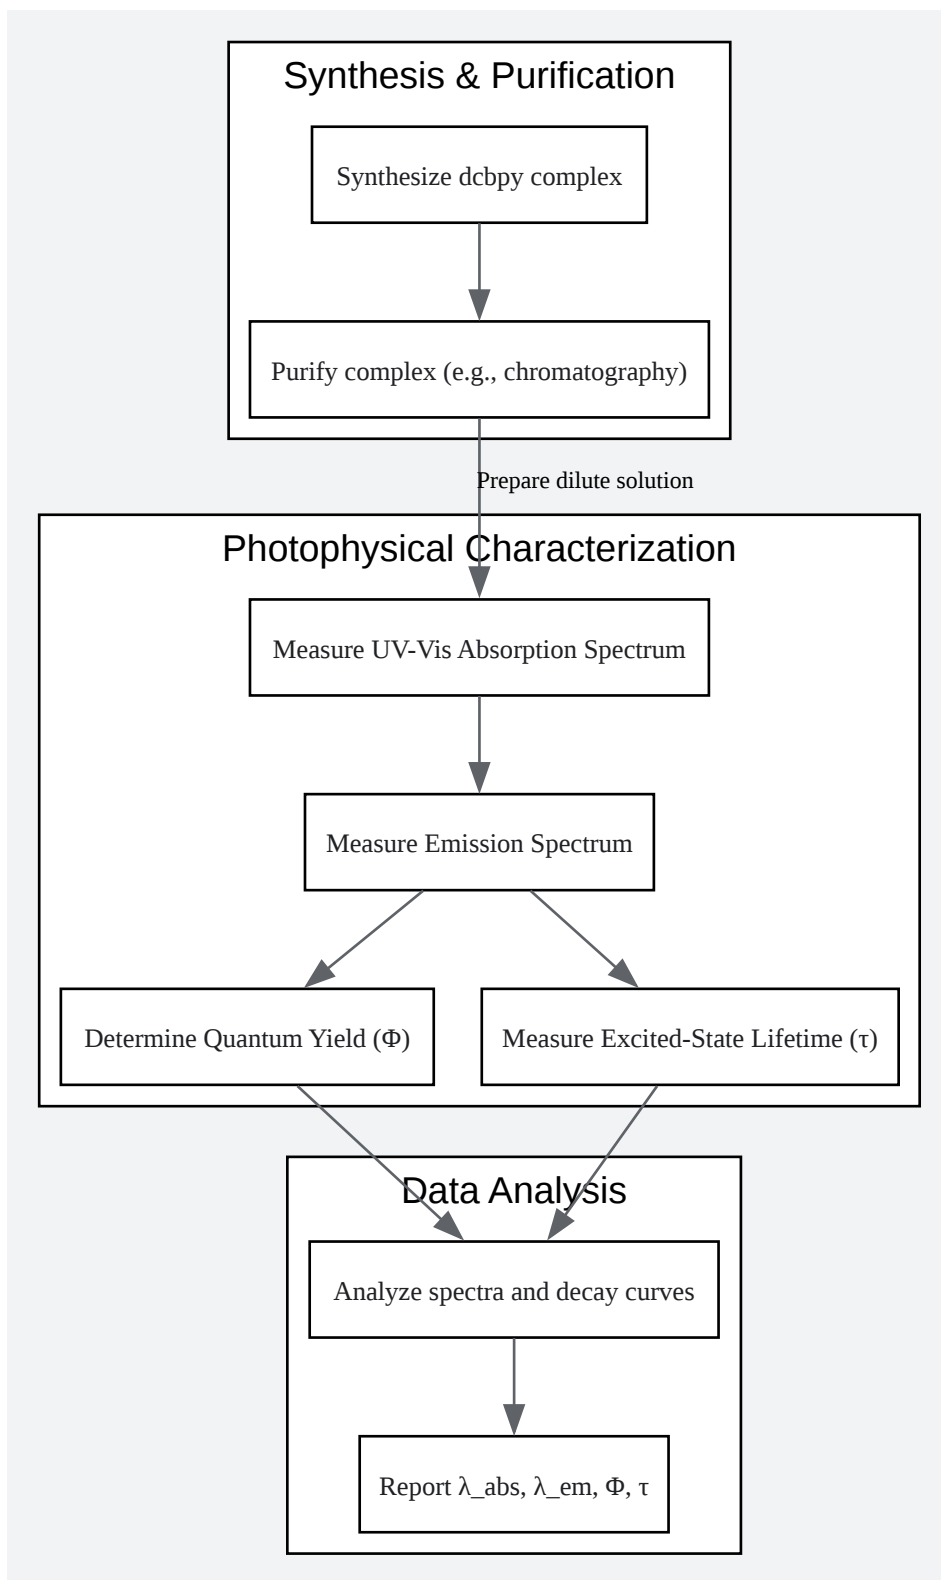 Synthesis & Purification
Synthesize dcbpy complex
Purify complex (e.g., chromatography)
Prepare dilute solution
Photophysical Characterization
Measure UV-Vis Absorption Spectrum
Measure Emission Spectrum
Determine Quantum Yield (Φ)
Measure Excited-State Lifetime (τ)
Data Analysis
Analyze spectra and decay curves
Report λ_abs, λ_em, Φ, τ